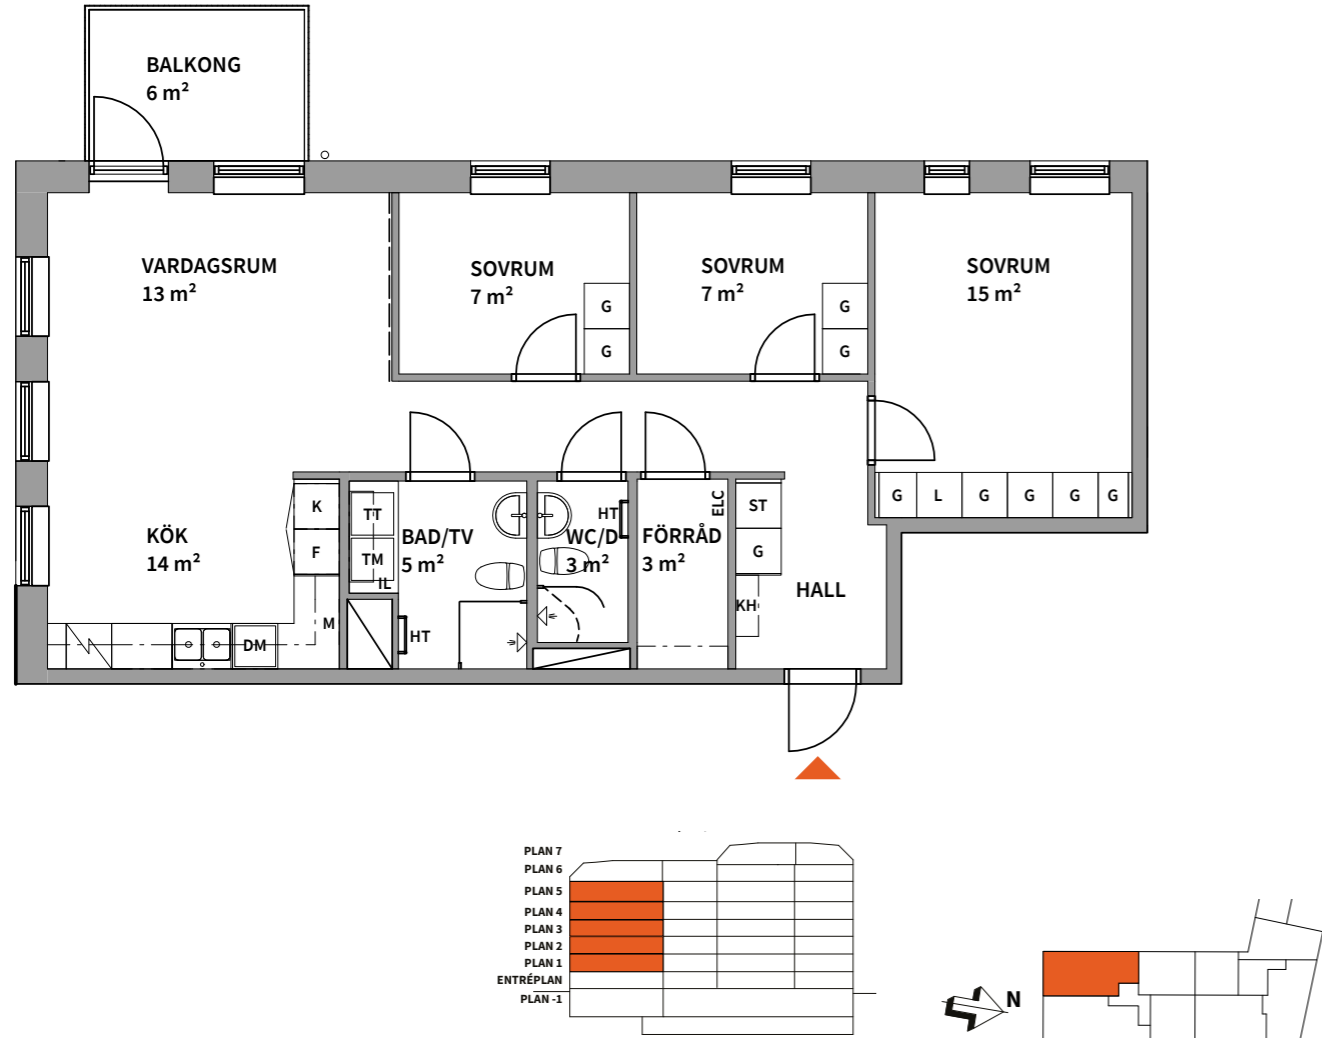 BALKONG
6 m²
VARDAGSRUM
13 m²
SOVRUM
7 m²
G
G
SOVRUM
7 m²
G
G
SOVRUM
15 m²
G L G G G G
KÖK
14 m²
K
F
M
DM
TT
TM
IL
BAD/TV
5 m²
HT
HT
WC/D
3 m²
FÖRRÅD
3 m²
ELC
ST
G
KH
HALL
PLAN 7
PLAN 6
PLAN 5
PLAN 4
PLAN 3
PLAN 2
PLAN 1
ENTRÉPLAN
PLAN -1
N